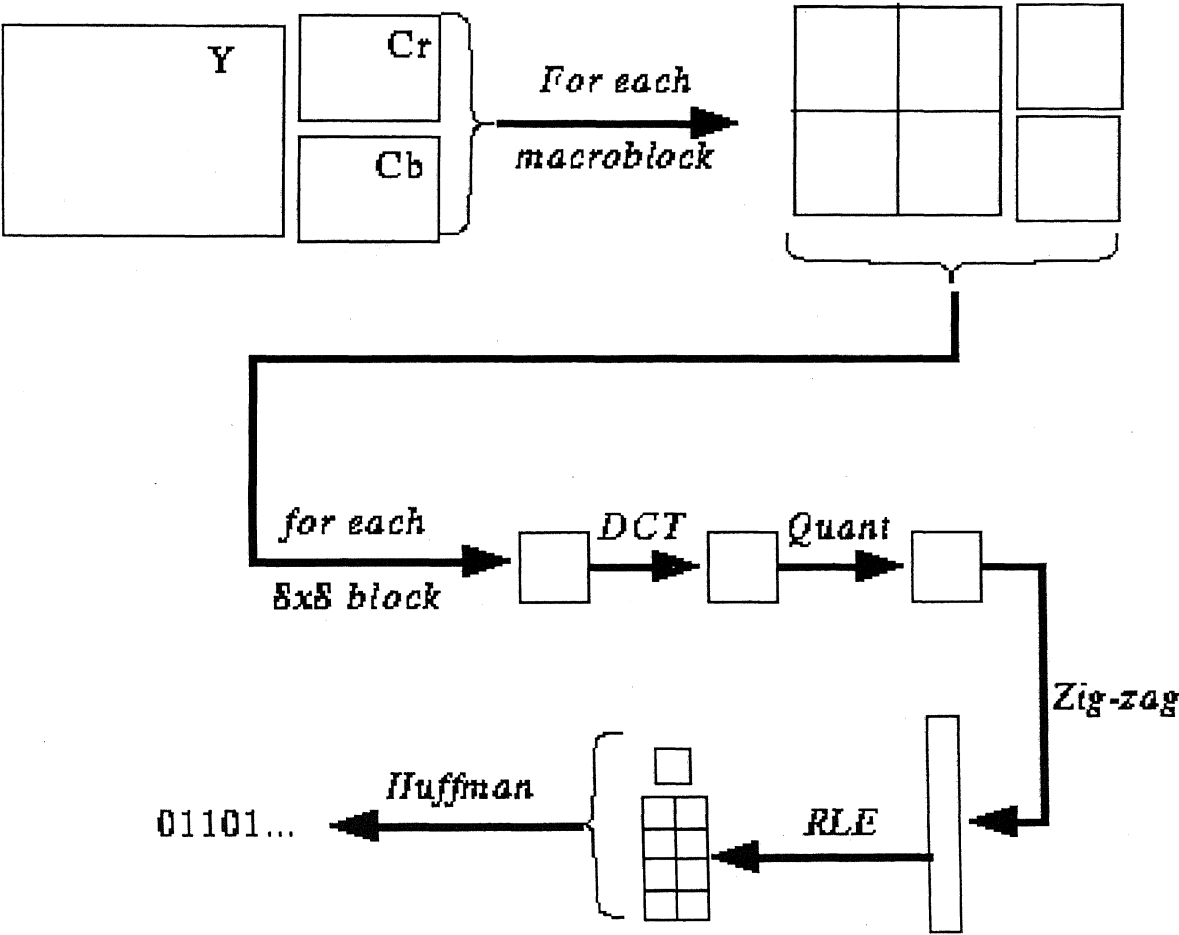 Y
Cr
Cb
For each
macroblock
for each
8x8 block
DCT
Quant
Zig-zag
RLE
Huffman
01101...